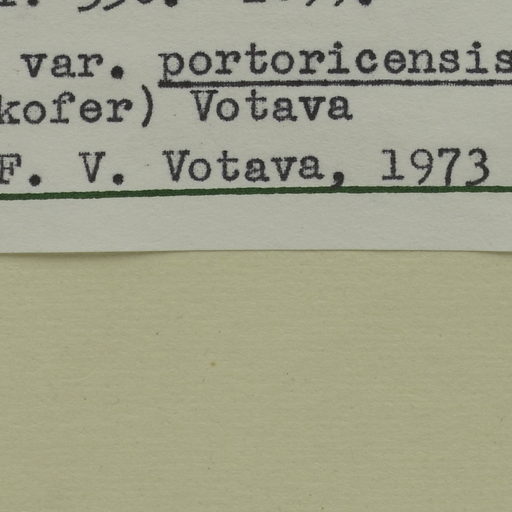 var. portoricensis
kofer) Votava
F. V. Votava, 1973